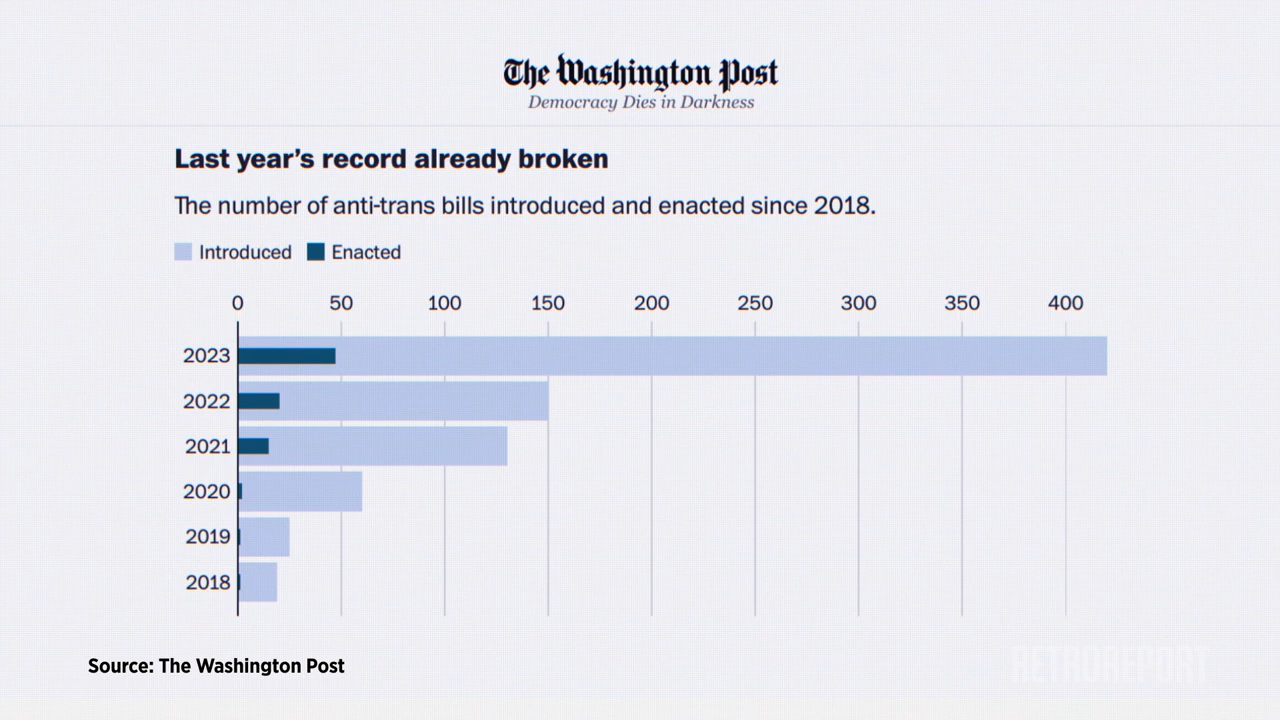 The Washington Post
Democracy Dies in Darkness
Last year's record already broken
The number of anti-trans bills introduced and enacted since 2018.
Introduced Enacted
0 50 100 150 200 250 300 350 400
2023
2022
2021
2020
2019
2018
Source: The Washington Post
RETROREPORT